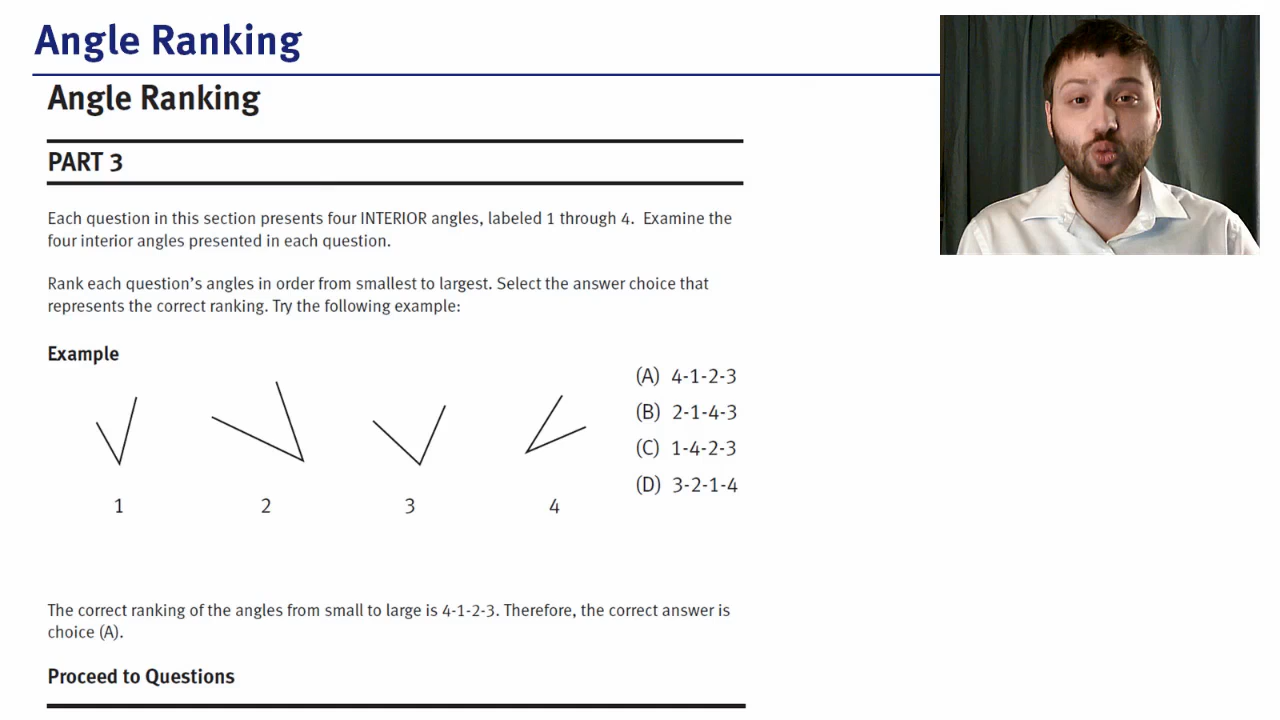 Angle Ranking
Angle Ranking
PART 3
Each question in this section presents four INTERIOR angles, labeled 1 through 4. Examine the
four interior angles presented in each question.
Rank each question's angles in order from smallest to largest. Select the answer choice that
represents the correct ranking. Try the following example:
Example
(A) 4-1-2-3
(B) 2-1-4-3
(C) 1-4-2-3
(D) 3-2-1-4
1 2 3 4
The correct ranking of the angles from small to large is 4-1-2-3. Therefore, the correct answer is
choice (A).
Proceed to Questions